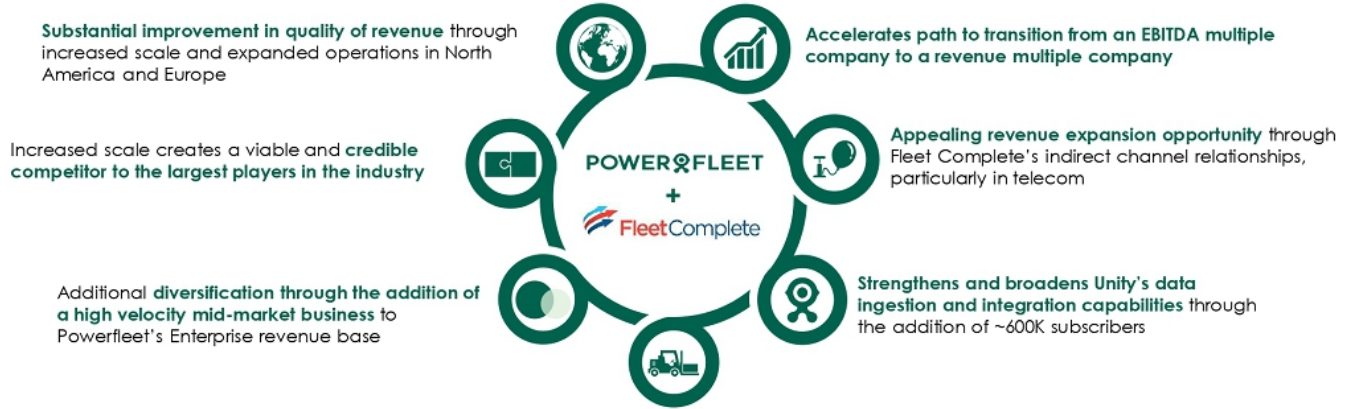 Substantial improvement in quality of revenue through
increased scale and expanded operations in North
America and Europe
Accelerates path to transition from an EBITDA multiple
company to a revenue multiple company
Increased scale creates a viable and credible
competitor to the largest players in the industry
POWERFLEET
+
FleetComplete
Appealing revenue expansion opportunity through
Fleet Complete’s indirect channel relationships,
particularly in telecom
Additional diversification through the addition of
a high velocity mid-market business to
Powerfleet’s Enterprise revenue base
Strengthens and broadens Unity’s data
ingestion and integration capabilities through
the addition of ~600K subscribers